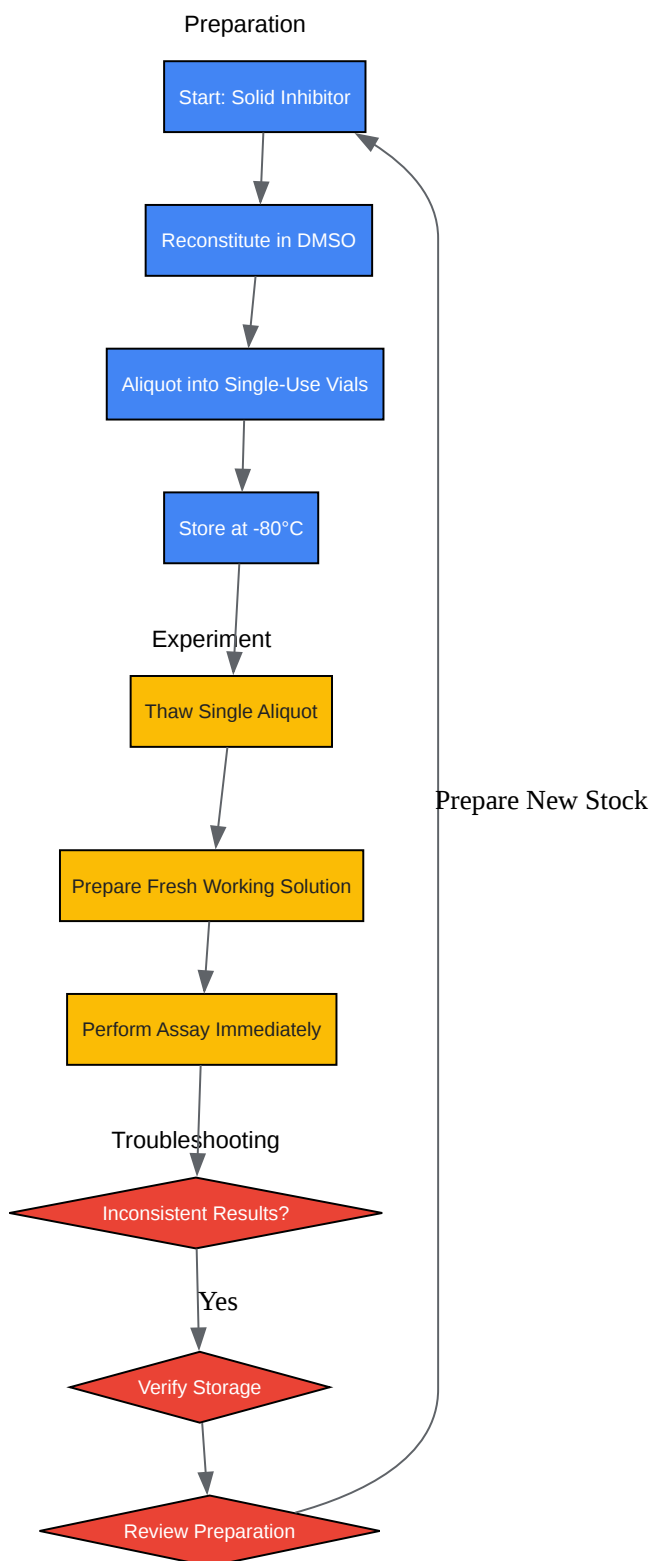 Preparation
Start: Solid Inhibitor
Reconstitute in DMSO
Aliquot into Single-Use Vials
Store at -80°C
Experiment
Thaw Single Aliquot
Prepare New Stock
Prepare Fresh Working Solution
Perform Assay Immediately
Troubleshooting
Inconsistent Results?
Yes
Verify Storage
Review Preparation